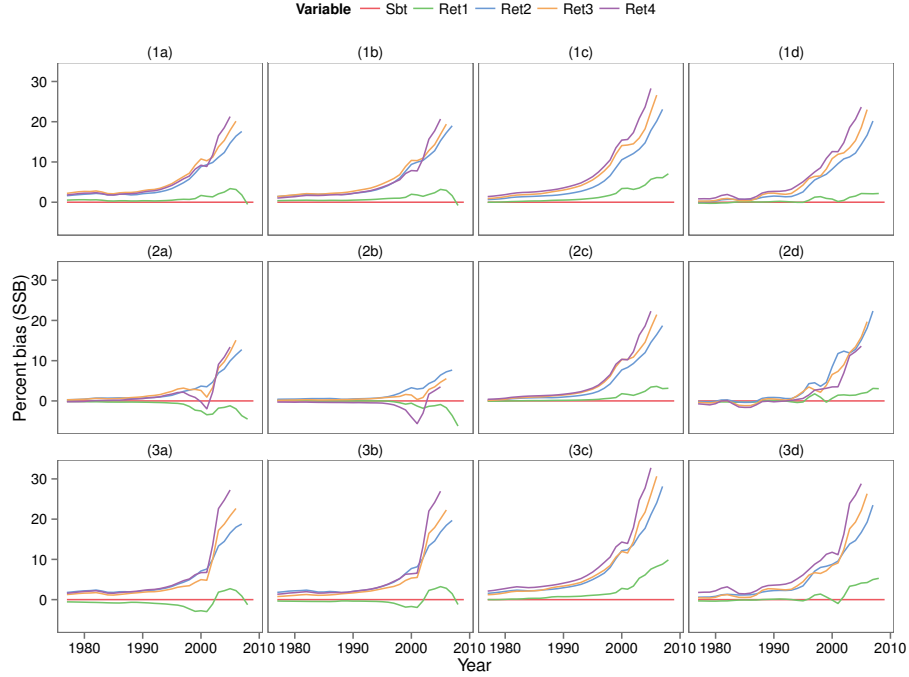 Variable Sbt Ret1 Ret2 Ret3 Ret4
(1a) (1b) (1c) (1d)
30
20
10
0
(2a) (2b) (2c) (2d)
30
20
10
0
(3a) (3b) (3c) (3d)
30
20
10
0
Percent bias (SSB)
1980 1990 2000 2010 1980 1990 2000 2010 1980 1990 2000 2010 1980 1990 2000 2010
Year